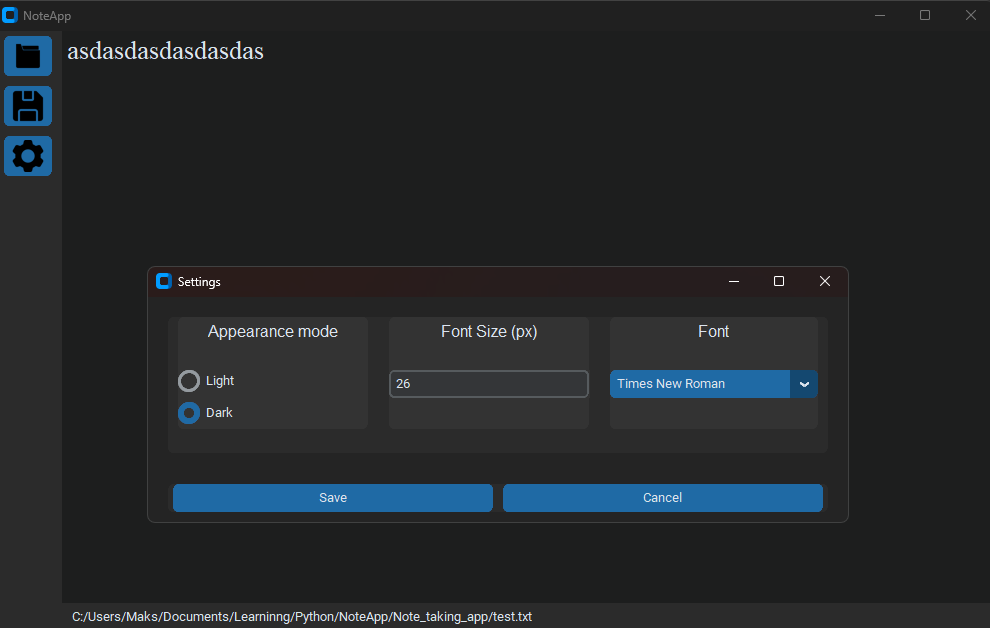 NoteApp
asdasdasdasdasdas
Settings
Appearance mode
Font Size (px)
Font
Light
26
Times New Roman
Dark
Save
Cancel
C:/Users/Maks/Documents/Learninng/Python/NoteApp/Note_taking_app/test.txt